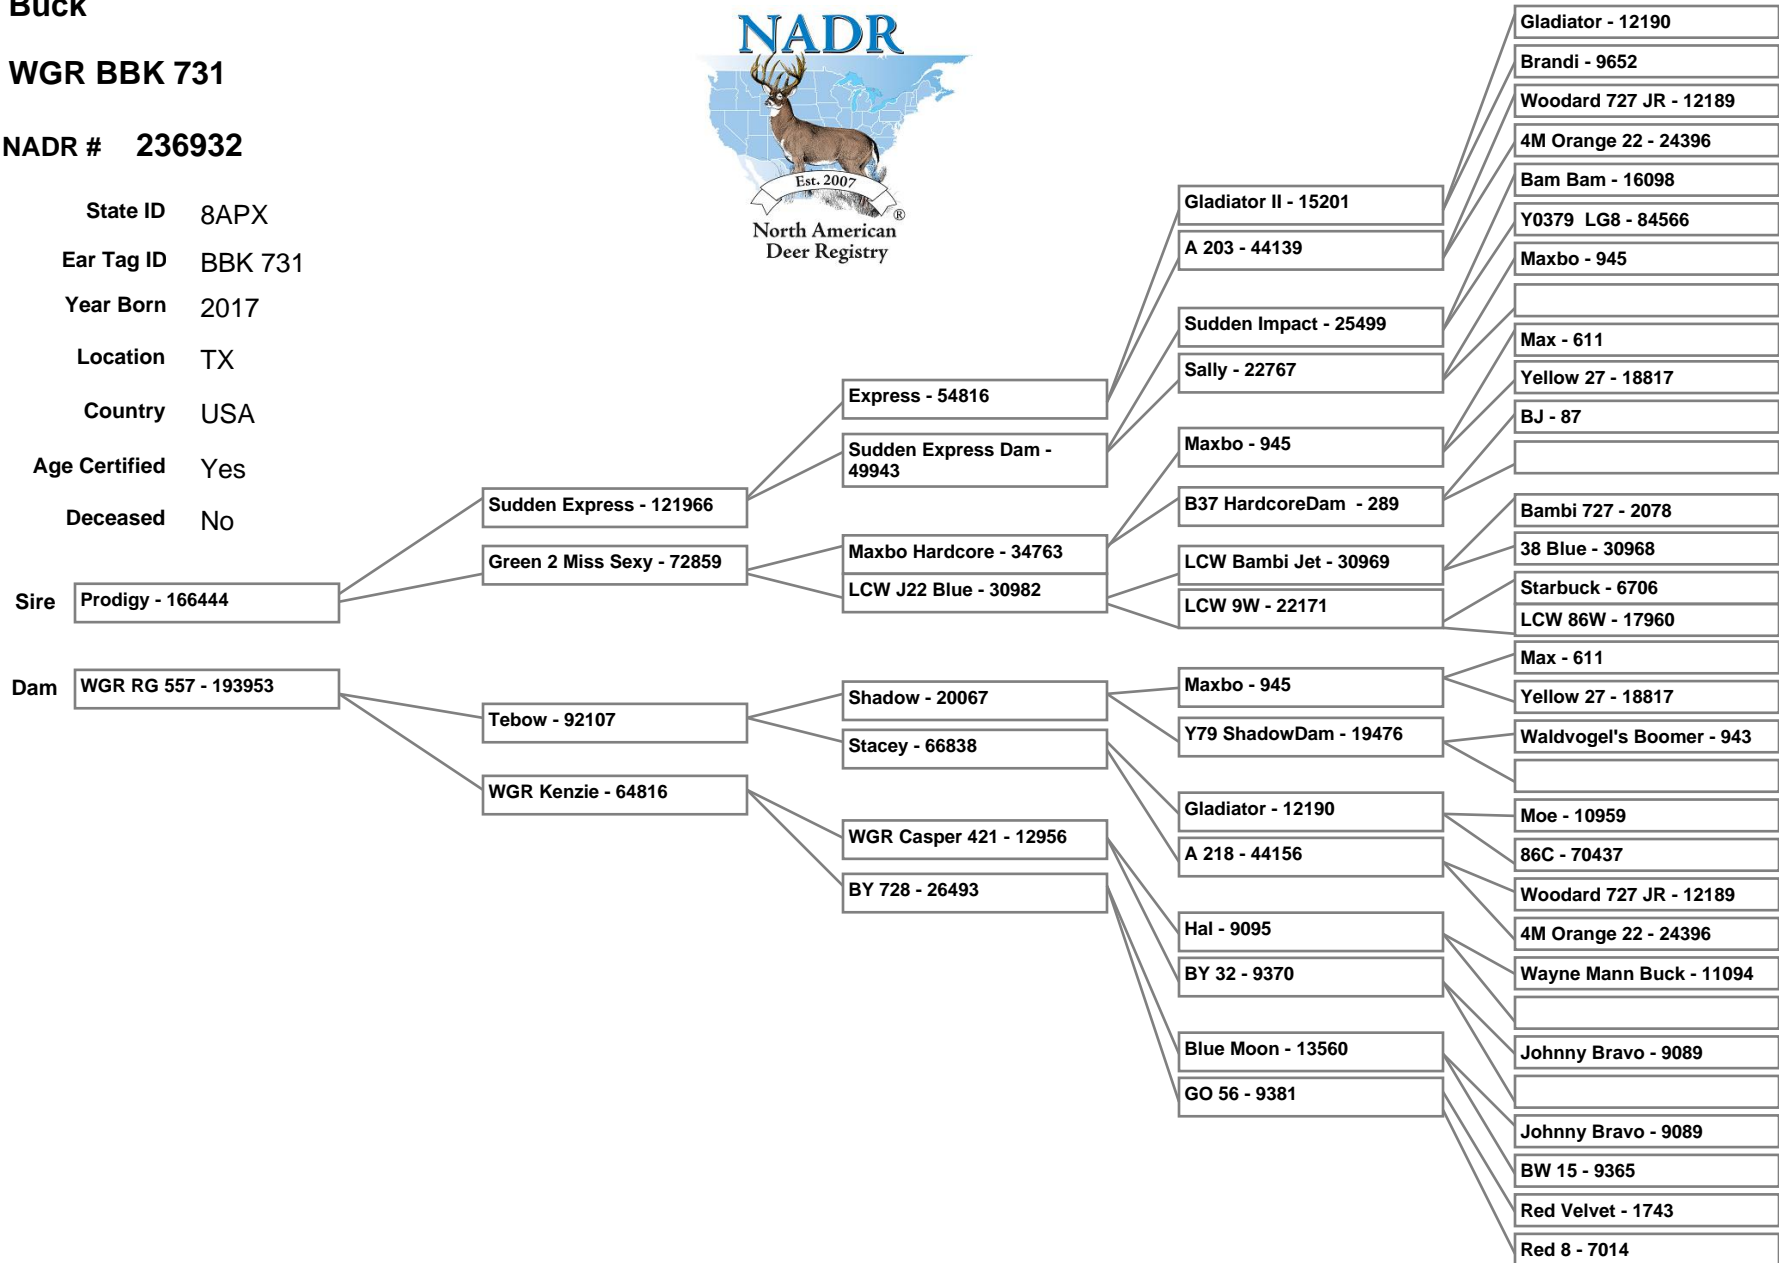 Buck
WGR BBK 731
NADR # 236932
State ID 8APX
Ear Tag ID BBK 731
Year Born 2017
Location TX
Country USA
Age Certified Yes
Deceased No
NADR
Est. 2007
®
North American
Deer Registry
Sire Prodigy - 166444
Dam WGR RG 557 - 193953
Sudden Express - 121966
Green 2 Miss Sexy - 72859
Tebow - 92107
WGR Kenzie - 64816
Express - 54816
Sudden Express Dam -
49943
Maxbo Hardcore - 34763
LCW J22 Blue - 30982
Shadow - 20067
Stacey - 66838
WGR Casper 421 - 12956
BY 728 - 26493
Gladiator II - 15201
A 203 - 44139
Sudden Impact - 25499
Sally - 22767
Maxbo - 945
B37 HardcoreDam - 289
LCW Bambi Jet - 30969
LCW 9W - 22171
Maxbo - 945
Y79 ShadowDam - 19476
Gladiator - 12190
A 218 - 44156
Hal - 9095
BY 32 - 9370
Blue Moon - 13560
GO 56 - 9381
Gladiator - 12190
Brandi - 9652
Woodard 727 JR - 12189
4M Orange 22 - 24396
Bam Bam - 16098
Y0379 LG8 - 84566
Maxbo - 945
Max - 611
Yellow 27 - 18817
BJ - 87
Bambi 727 - 2078
38 Blue - 30968
Starbuck - 6706
LCW 86W - 17960
Max - 611
Yellow 27 - 18817
Waldvogel's Boomer - 943
Moe - 10959
86C - 70437
Woodard 727 JR - 12189
4M Orange 22 - 24396
Wayne Mann Buck - 11094
Johnny Bravo - 9089
Johnny Bravo - 9089
BW 15 - 9365
Red Velvet - 1743
Red 8 - 7014